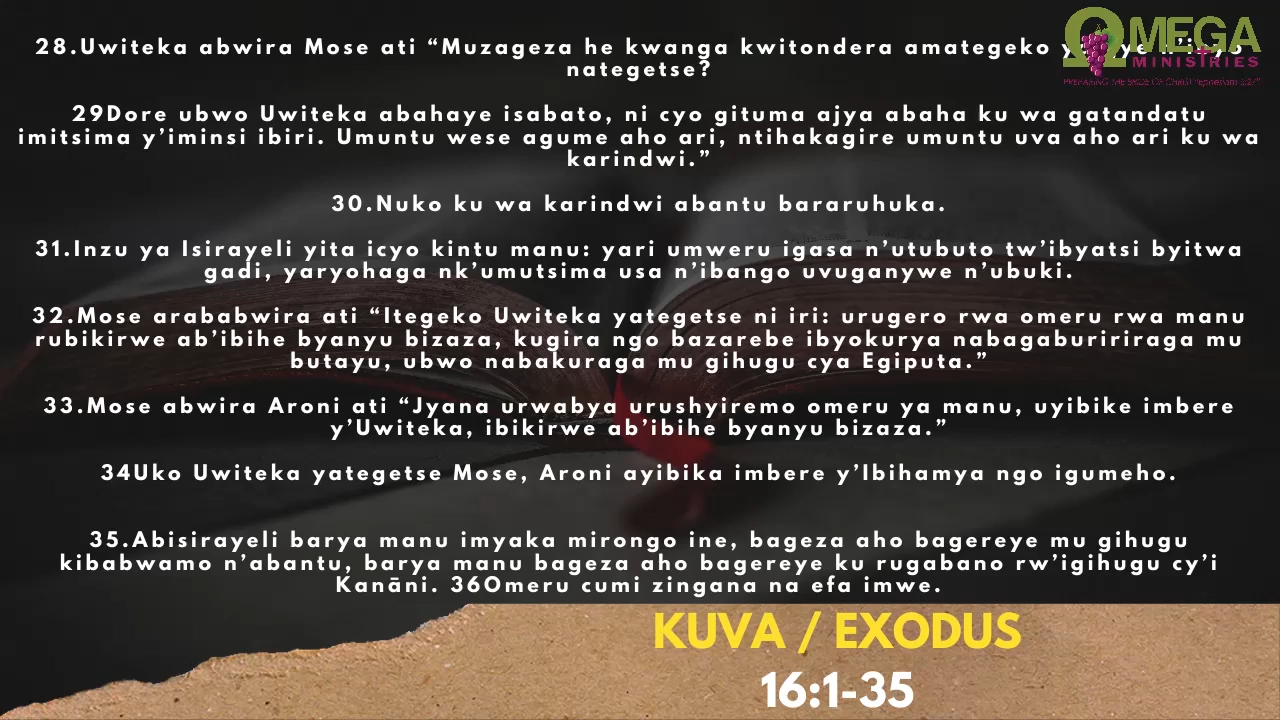 28.Uwiteka abwira Mose ati “Muzageza he kwanga kwitondera amategeko
nategetse?
29Dore ubwo Uwiteka abahaye isabato, ni cyo gituma ajya abaha ku wa gatandatu
imitsima y’iminsi ibiri. Umuntu wese agume aho ari, ntihakagire umuntu uva aho ari ku wa
karindwi.”
30.Nuko ku wa karindwi abantu bararuhuka.
31.Inzu ya Isirayeli yita icyo kintu manu: yari umweru igasa n’utubuto tw’ibyatsi byitwa
gadi, yaryohaga nk’umutsima usa n’ibango uvuganywe n’ubuki.
32.Mose arababwira ati “Itegeko Uwiteka yategetse ni iri: urugero rwa omeru rwa manu
rubikirwe ab’ibihe byanyu bizaza, kugira ngo bazarebe ibyokurya nabagaburiririraga mu
butayu, ubwo nabakuraga mu gihugu cya Egiputa.”
33.Mose abwira Aroni ati “Jyana urwabya urushyiremo omeru ya manu, uyibike imbere
y’Uwiteka, ibikirwe ab’ibihe byanyu bizaza.”
34Uko Uwiteka yategetse Mose, Aroni ayibika imbere y’Ibihamya ngo igumeho.
35.Abisirayeli barya manu imyaka mirongo ine, bageza aho bagereye mu gihugu
kibabwamo n’abantu, barya manu bageza aho bagereye ku rugabano rw’igihugu cy’i
Kanāni. 36Omeru cumi zingana na efa imwe.
ΩMEGA
MINISTRIES
PREPARING THE BRIDE OF CHRIST
KUVA / EXODUS
16:1-35